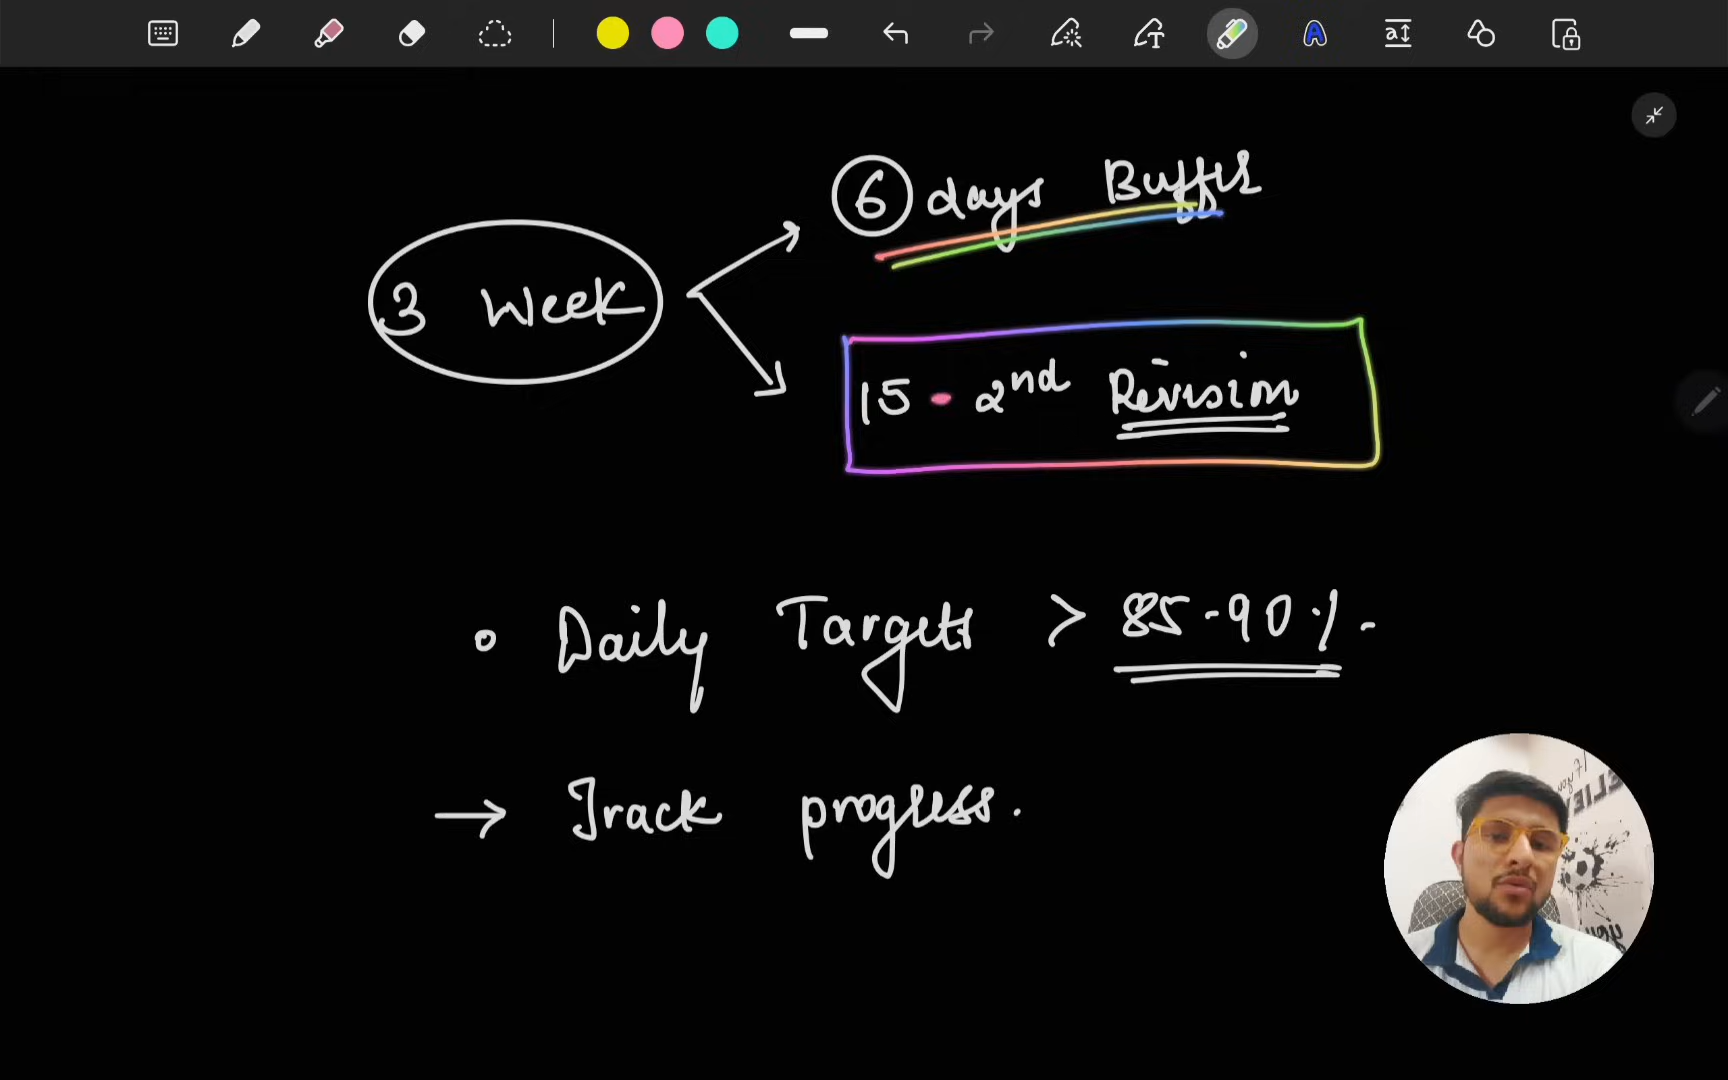 6 days Buffer
3 Week
15 - 2nd Revision
Daily Targets > 85-90%.
→ Track progress.